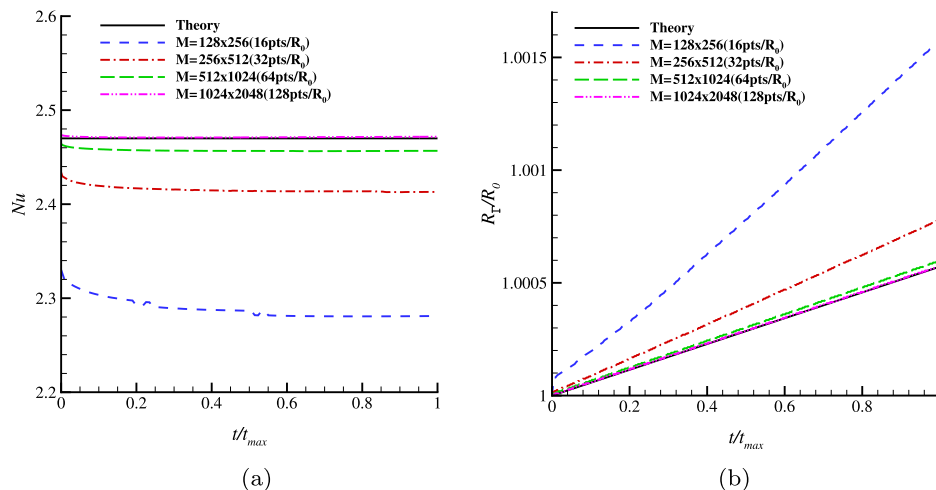 2.6
Theory
M=128x256(16pts/R0)
M=256x512(32pts/R0)
M=512x1024(64pts/R0)
M=1024x2048(128pts/R0)
2.5
Nu
2.4
2.3
2.2
0
0.2
0.4
0.6
0.8
1
t/tmax
(a)
Theory
M=128x256(16pts/R0)
M=256x512(32pts/R0)
M=512x1024(64pts/R0)
M=1024x2048(128pts/R0)
1.0015
1.001
RΓ/R0
1.0005
1
0
0.2
0.4
0.6
0.8
t/tmax
(b)